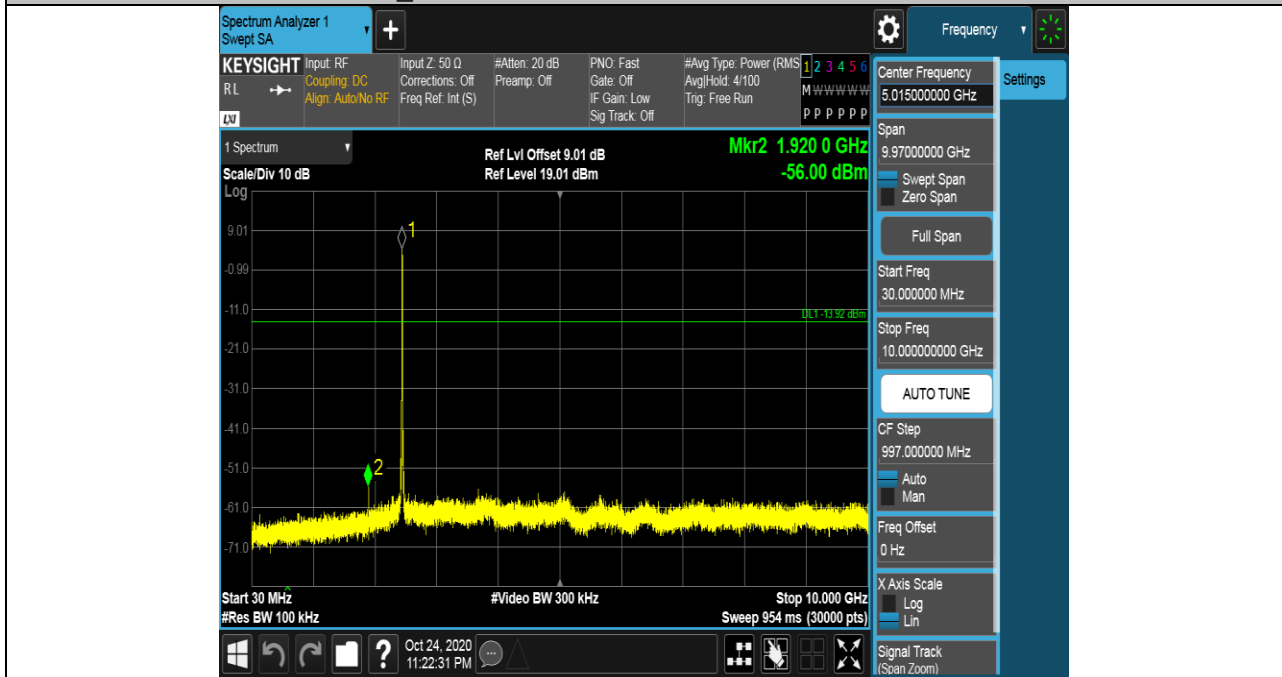 Spectrum Analyzer 1
Swept SA
+
Frequency
KEYSIGHT
RL
LXI
Input: RF
Coupling: DC
Align: Auto/No RF
Input Z: 50 Ω
Corrections: Off
Freq Ref: Int (S)
#Atten: 20 dB
Preamp: Off
PNO: Fast
Gate: Off
IF Gain: Low
Sig Track: Off
#Avg Type: Power (RMS
Avg|Hold: 4/100
Trig: Free Run
1 2 3 4 5 6
M W W W W W
P P P P P P
Center Frequency
5.015000000 GHz
Settings
1 Spectrum
Scale/Div 10 dB
Ref Lvl Offset 9.01 dB
Ref Level 19.01 dBm
Mkr2 1.920 0 GHz
-56.00 dBm
Span
9.97000000 GHz
Swept Span
Zero Span
Full Span
Start Freq
30.000000 MHz
Stop Freq
10.000000000 GHz
AUTO TUNE
CF Step
997.000000 MHz
Auto
Man
Freq Offset
0 Hz
X Axis Scale
Log
Lin
Signal Track
(Span Zoom)
Log
9.01
-0.99
-11.0
-21.0
-31.0
-41.0
-51.0
-61.0
-71.0
1
2
DL1 -13.92 dBm
Start 30 MHz
#Res BW 100 kHz
#Video BW 300 kHz
Stop 10.000 GHz
Sweep 954 ms (30000 pts)
?
Oct 24, 2020
11:22:31 PM